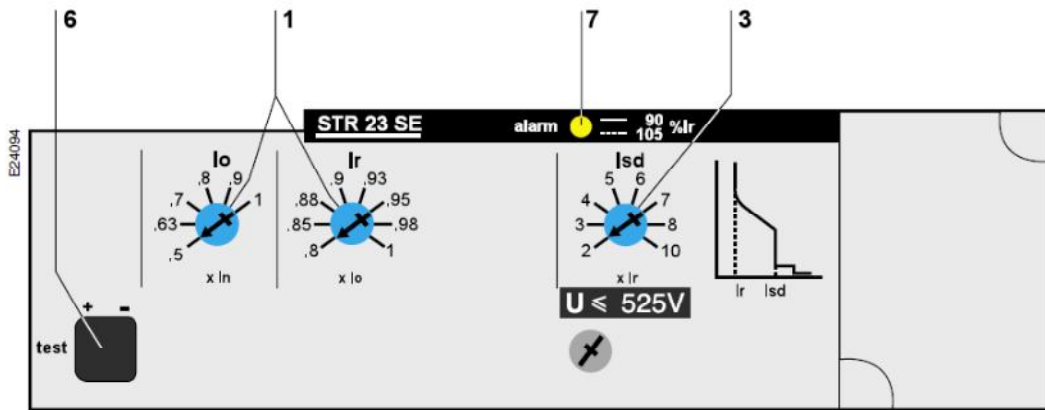 6 1 7 3
E24094
STR 23 SE alarm 90 %Ir
105
Io Ir Isd
.5 .63 .7 .8 .9 1
.8 .85 .88 .9 .93 .95 .98 1
2 3 4 5 6 7 8 10
x In x Io x Ir
Ir Isd
U ≤ 525V
+ -
test